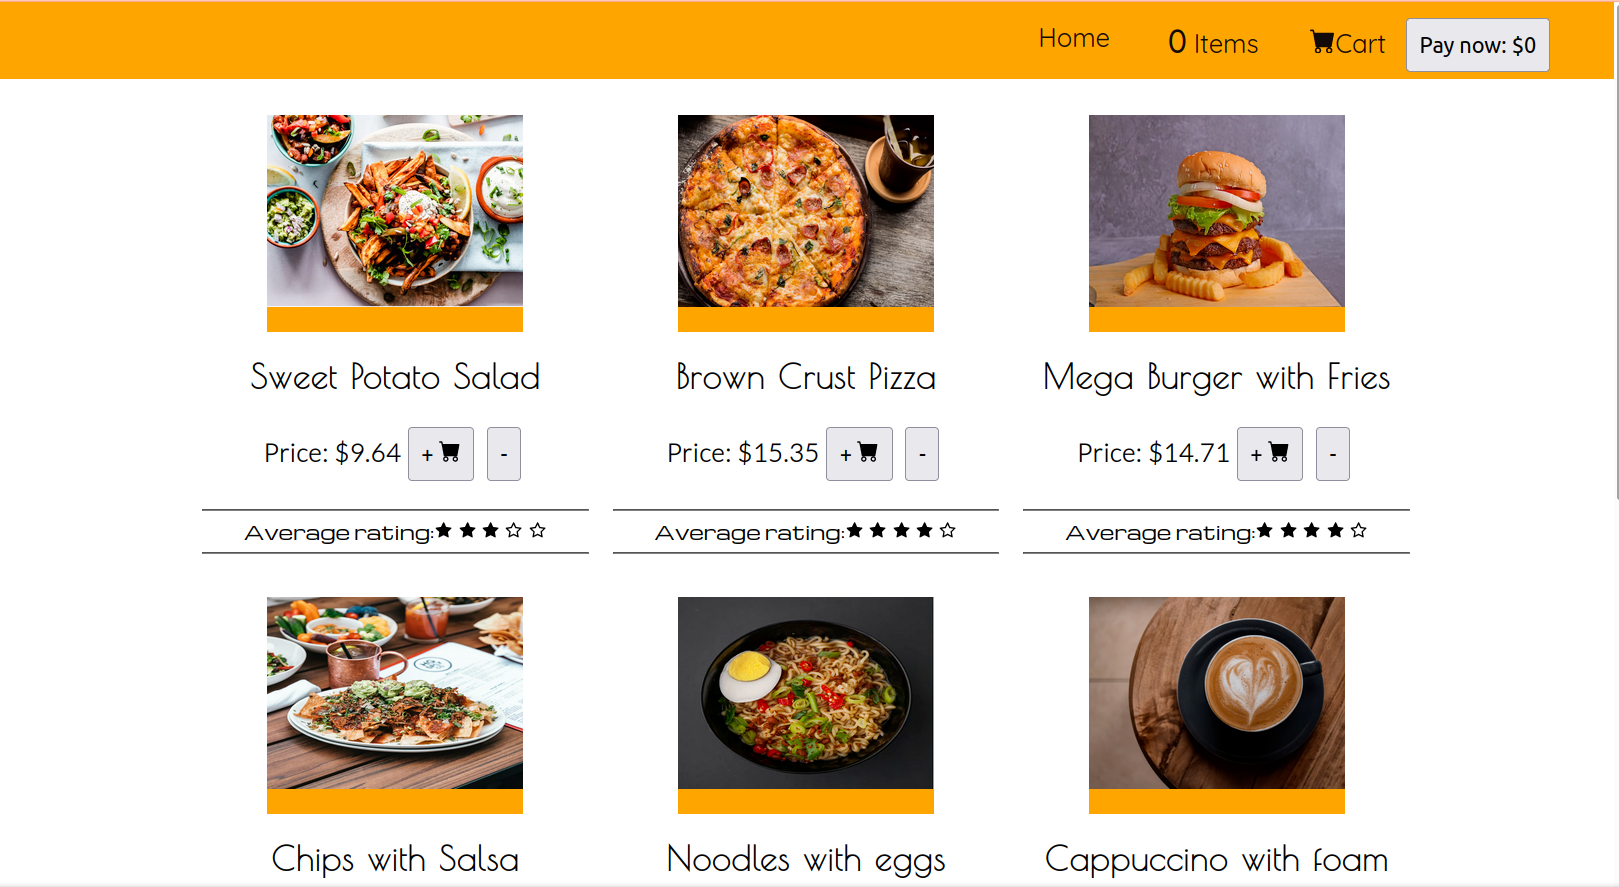 Home 0 Items Cart Pay now: $0
Sweet Potato Salad
Price: $9.64 + -
Average rating:
Brown Crust Pizza
Price: $15.35 + -
Average rating:
Mega Burger with Fries
Price: $14.71 + -
Average rating:
Chips with Salsa
Noodles with eggs
Cappuccino with foam